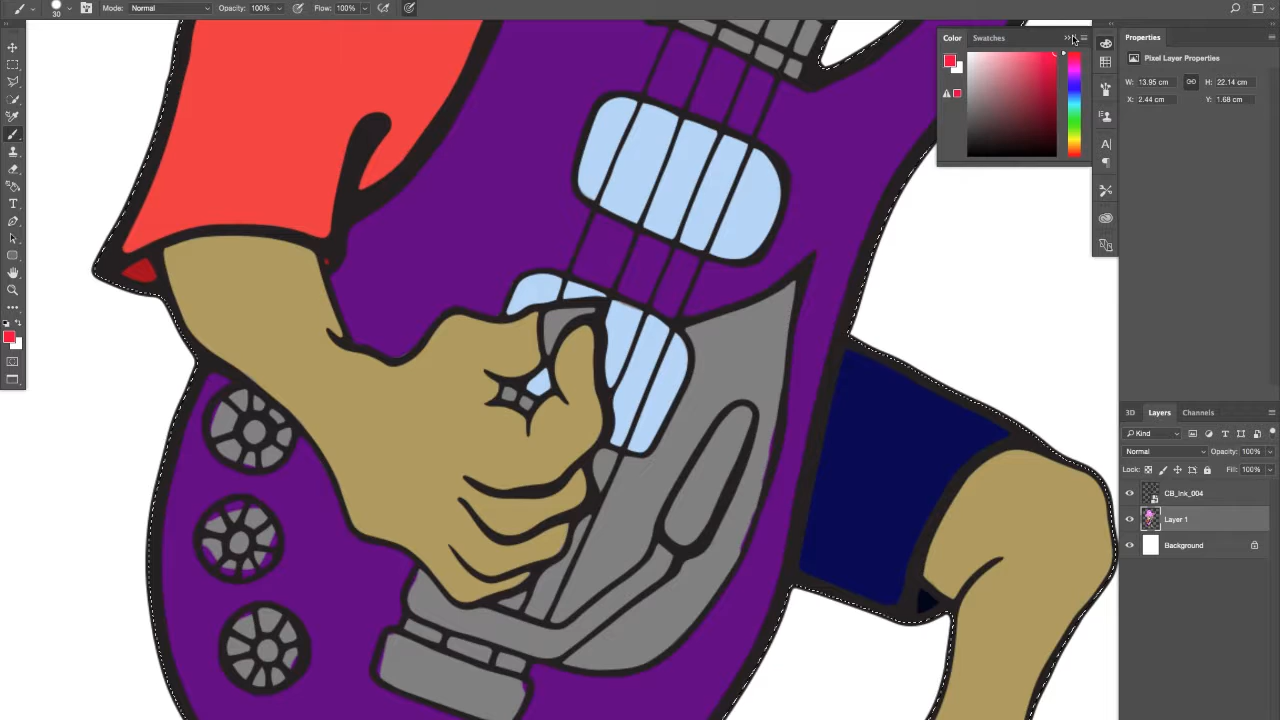 30 Mode: Normal Opacity: 100% Flow: 100%
Color Swatches
Properties
Pixel Layer Properties
W: 13.95 cm H: 22.14 cm
X: 2.44 cm Y: 1.68 cm
3D Layers Channels
Kind
Normal Opacity: 100%
Lock: Fill: 100%
CB_Ink_004
Layer 1
Background